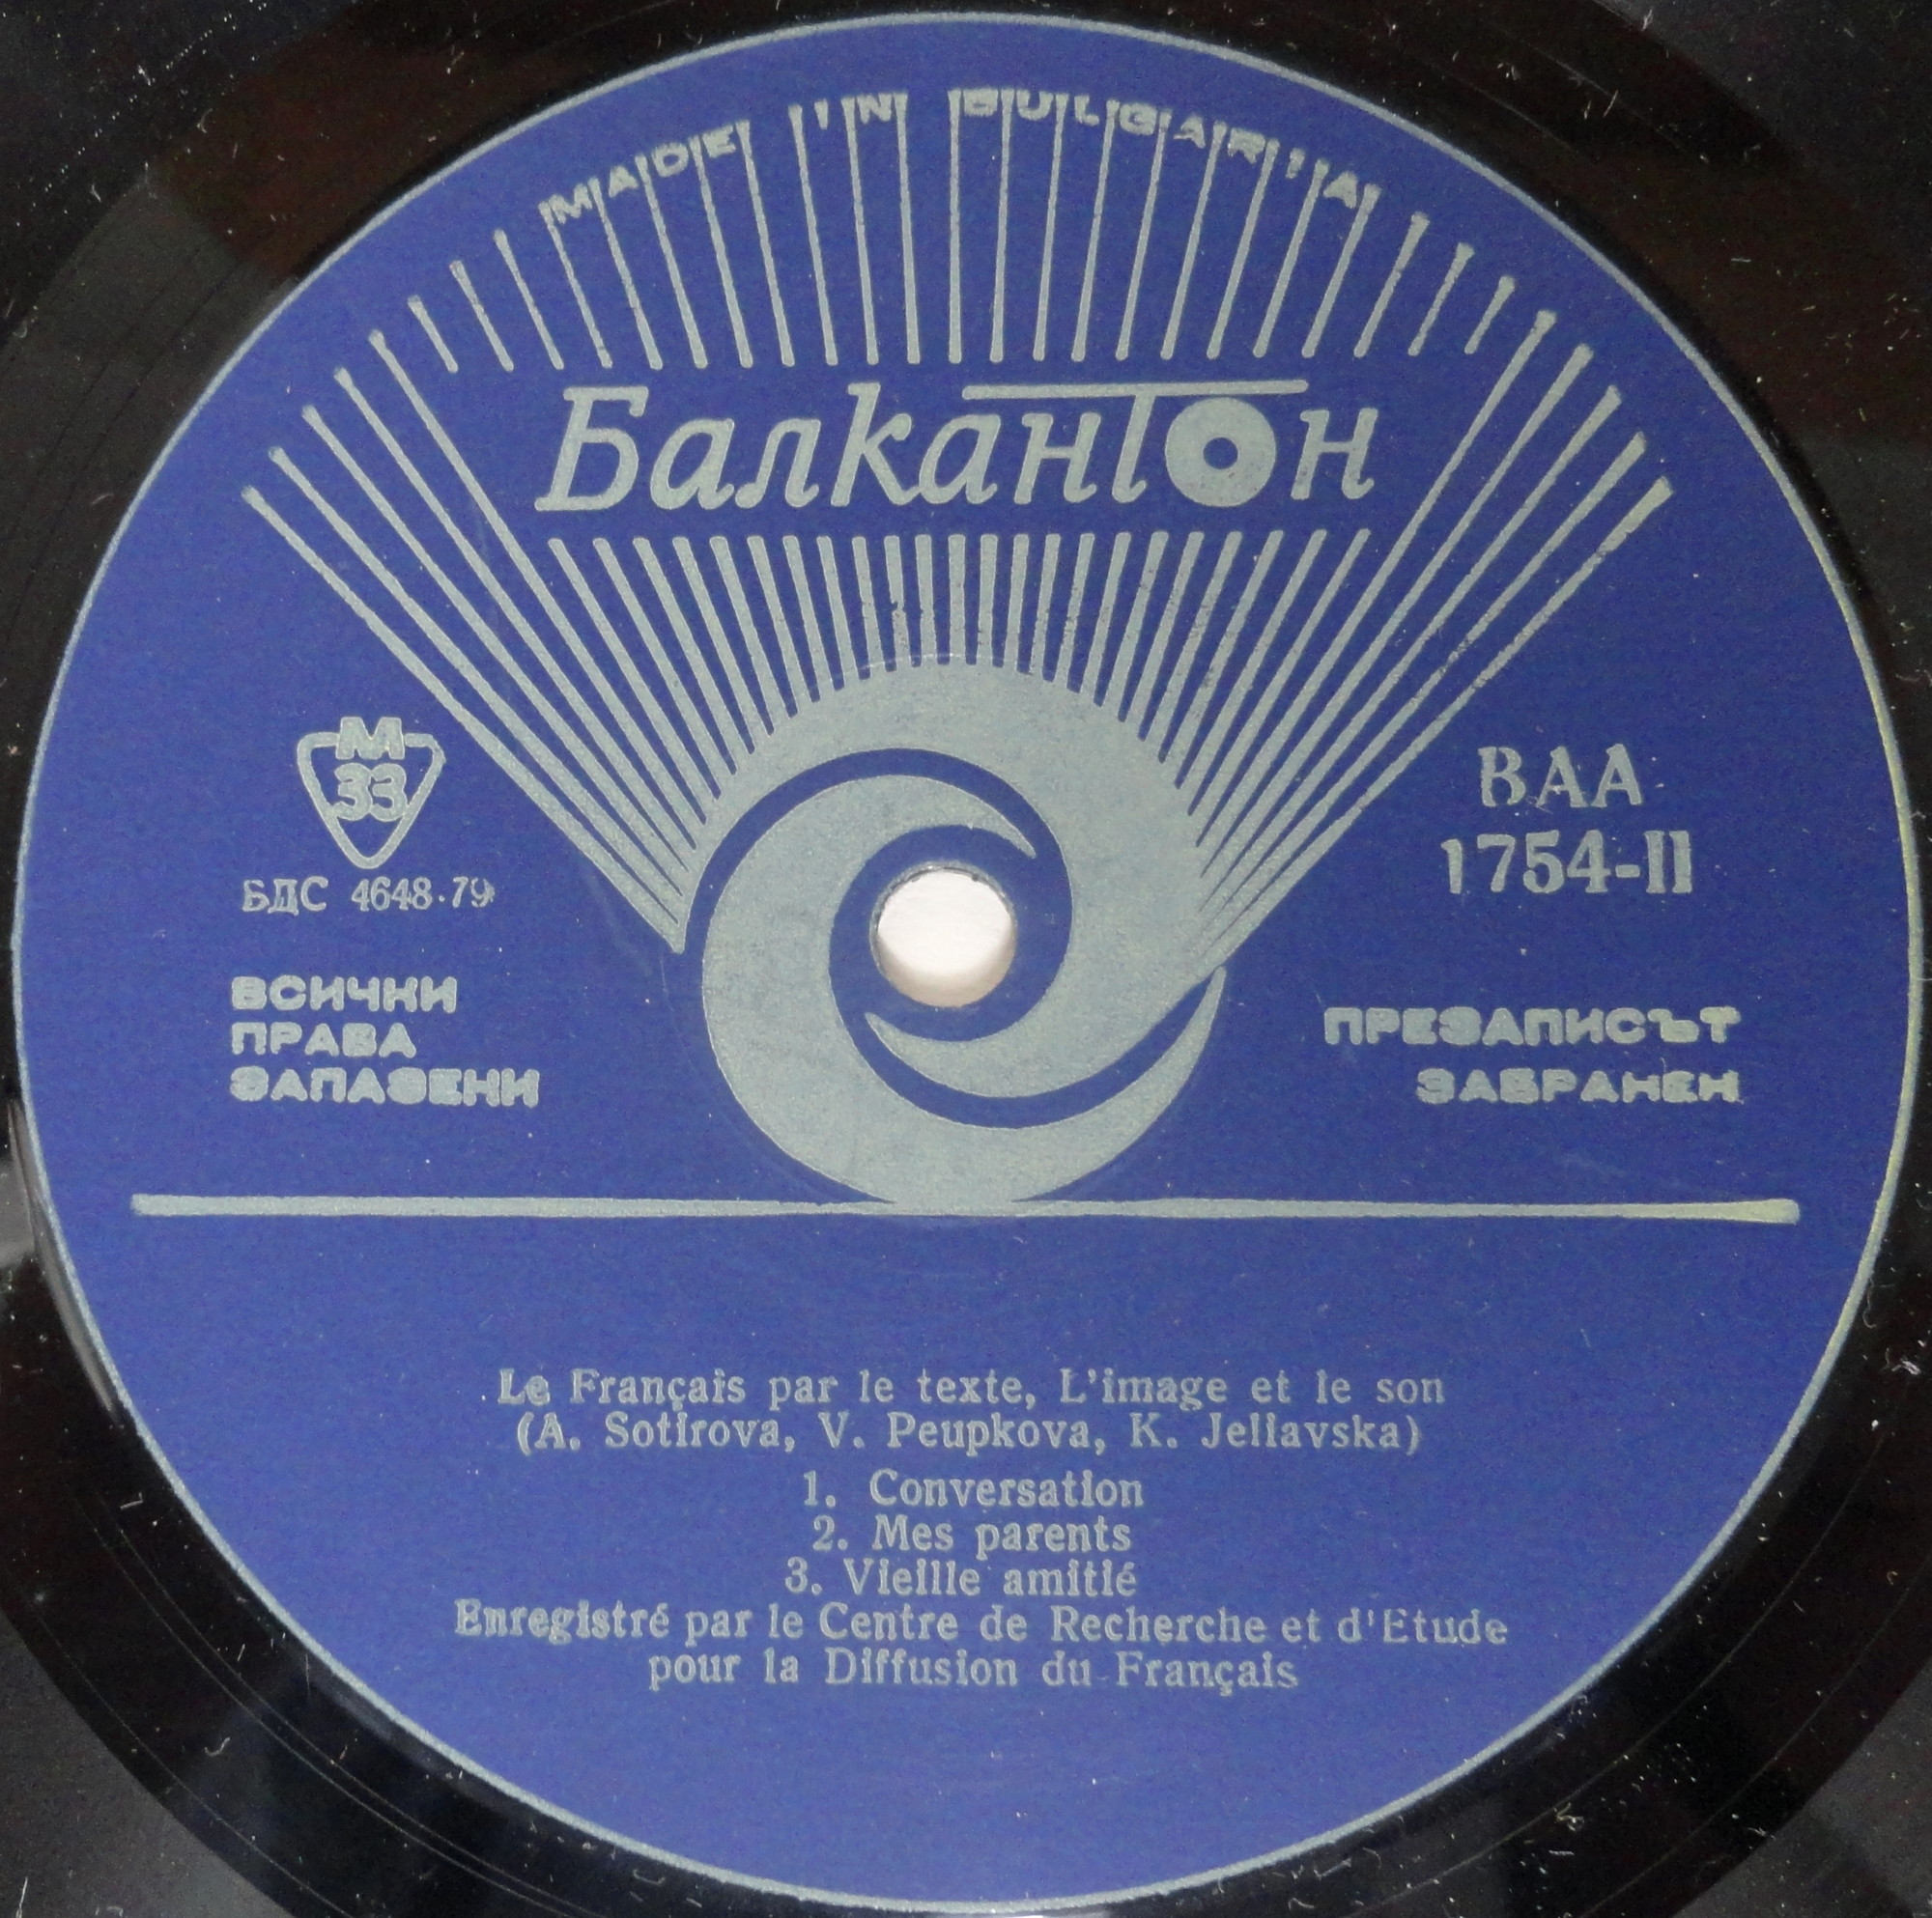 MADE IN BULGARIA
Балкантон
М
33
БДС 4648·79
ВСИЧКИ
ПРАВА
ЗАПАЗЕНИ
ВАА
1754-II
ПРЕЗАПИСЪТ
ЗАБРАНЕН
Le Français par le texte, L'image et le son
(A. Sotirova, V. Peupkova, K. Jeliavska)
1. Conversation
2. Mes parents
3. Vieille amitié
Enregistré par le Centre de Recherche et d'Etude
pour la Diffusion du Français